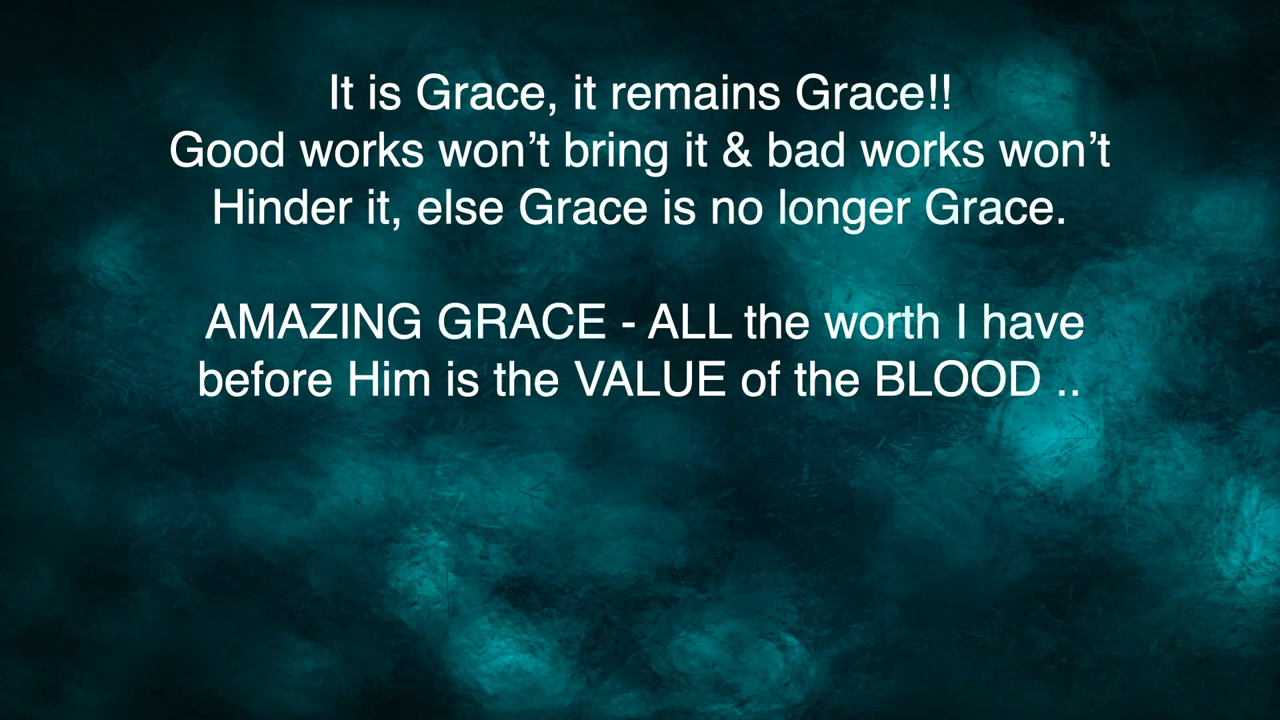 It is Grace, it remains Grace!!
Good works won’t bring it & bad works won’t
Hinder it, else Grace is no longer Grace.
AMAZING GRACE - ALL the worth I have
before Him is the VALUE of the BLOOD ..